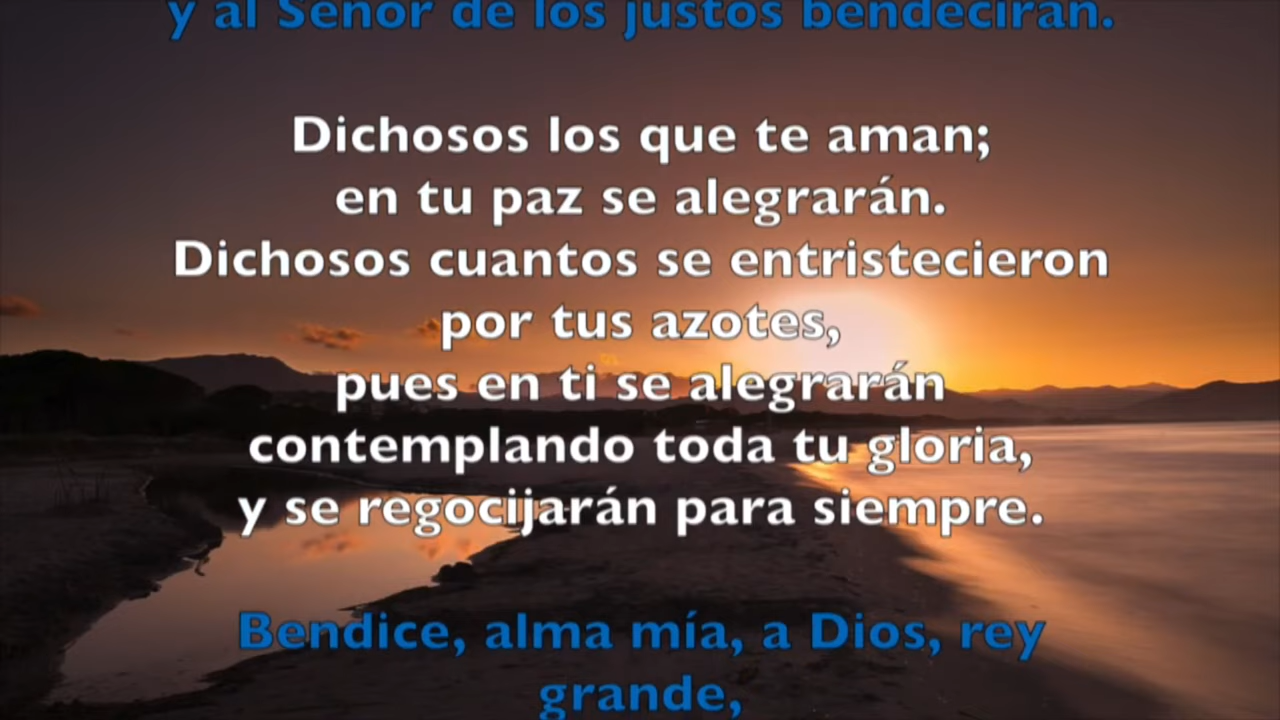 y al Señor de los justos bendecirán.
Dichosos los que te aman;
en tu paz se alegrarán.
Dichosos cuantos se entristecieron
por tus azotes,
pues en ti se alegrarán
contemplando toda tu gloria,
y se regocijarán para siempre.
Bendice, alma mía, a Dios, rey
grande,